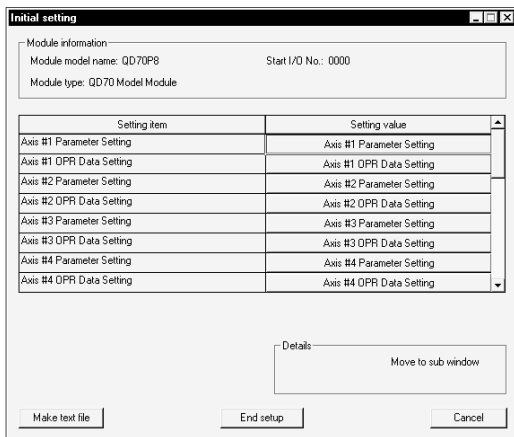 Initial setting
Module information
Module model name: QD70P8 Start I/O No.: 0000
Module type: QD70 Model Module
Setting item Setting value
Axis #1 Parameter Setting Axis #1 Parameter Setting
Axis #1 OPR Data Setting Axis #1 OPR Data Setting
Axis #2 Parameter Setting Axis #2 Parameter Setting
Axis #2 OPR Data Setting Axis #2 OPR Data Setting
Axis #3 Parameter Setting Axis #3 Parameter Setting
Axis #3 OPR Data Setting Axis #3 OPR Data Setting
Axis #4 Parameter Setting Axis #4 Parameter Setting
Axis #4 OPR Data Setting Axis #4 OPR Data Setting
Details
Move to sub window
Make text file End setup Cancel